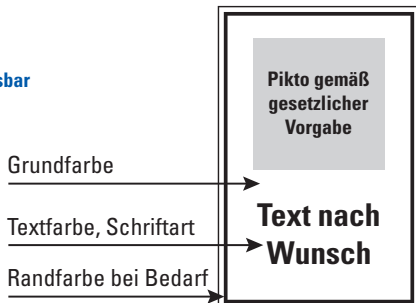 sbar
Pikto gemäß
gesetzlicher
Vorgabe
Grundfarbe
Text nach
Wunsch
Textfarbe, Schriftart
Randfarbe bei Bedarf